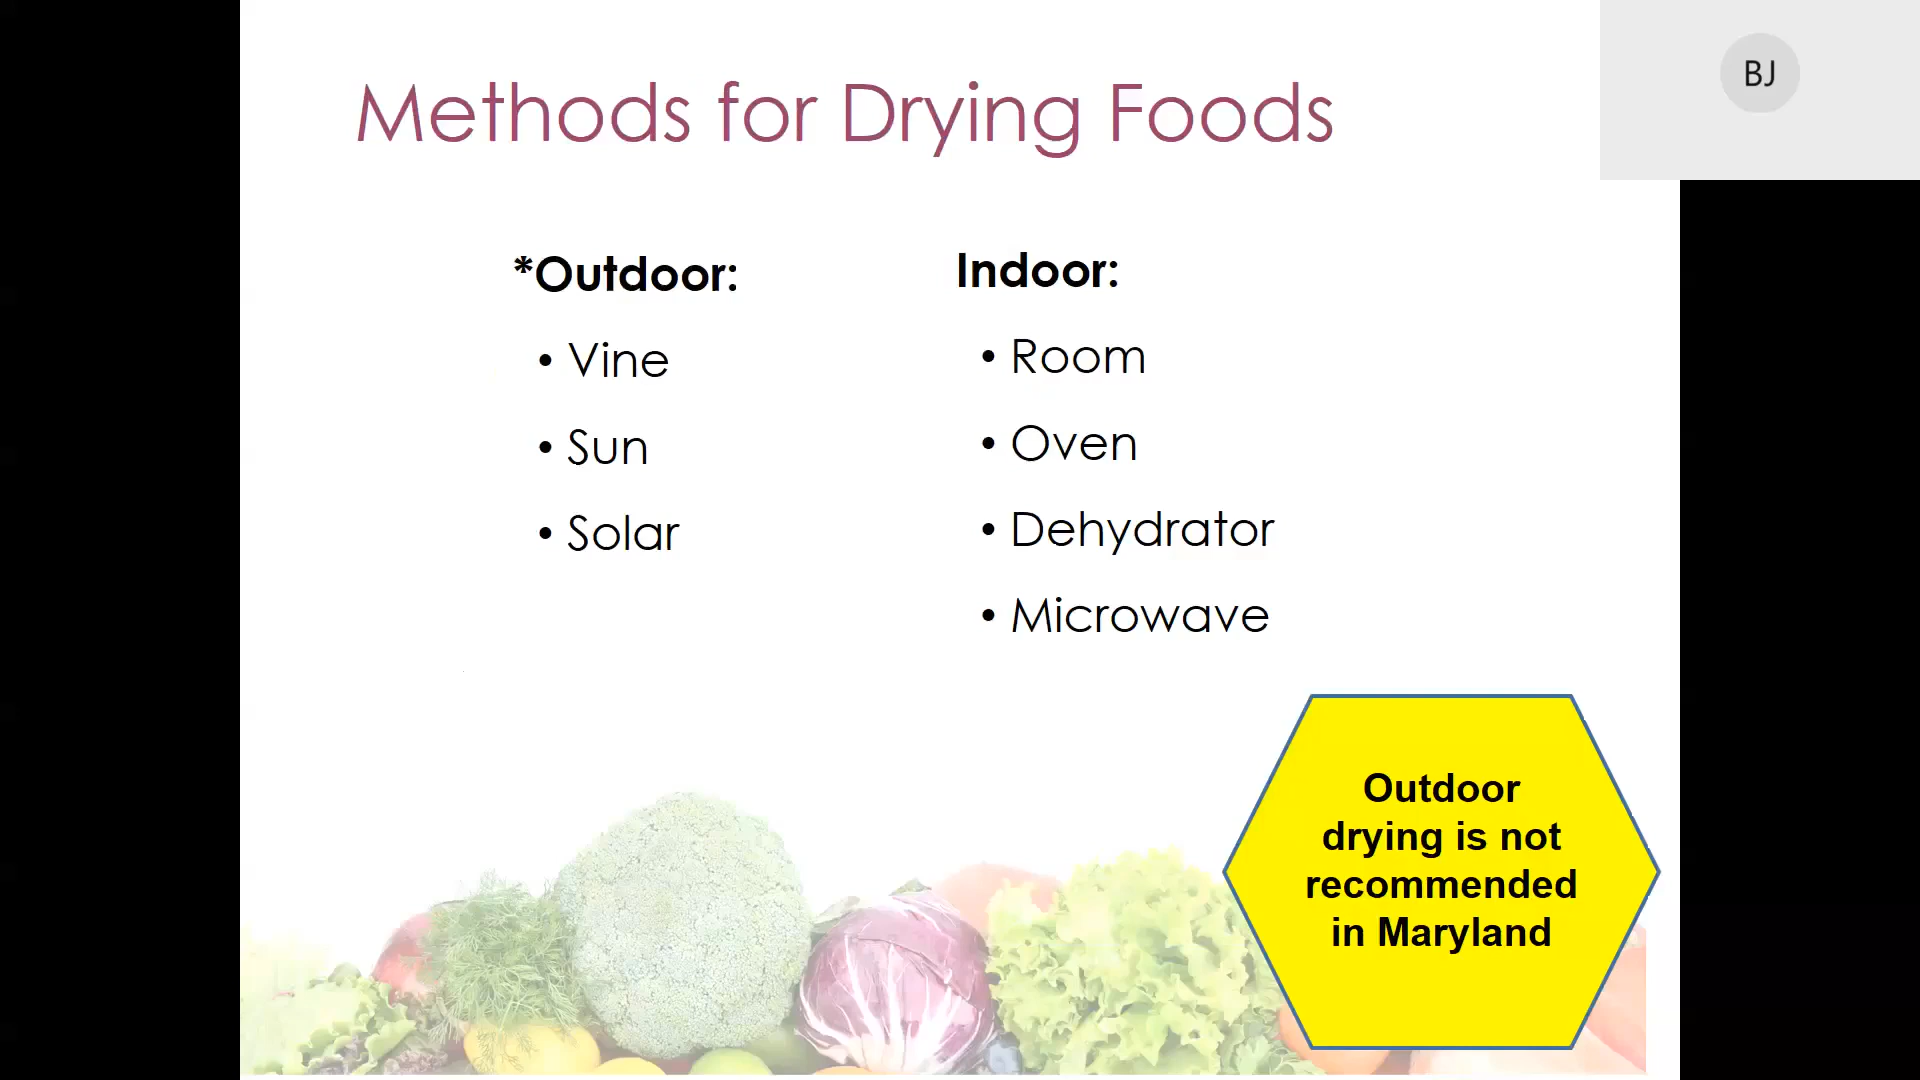 Methods for Drying Foods
BJ
*Outdoor:
• Vine
• Sun
• Solar
Indoor:
• Room
• Oven
• Dehydrator
• Microwave
Outdoor
drying is not
recommended
in Maryland